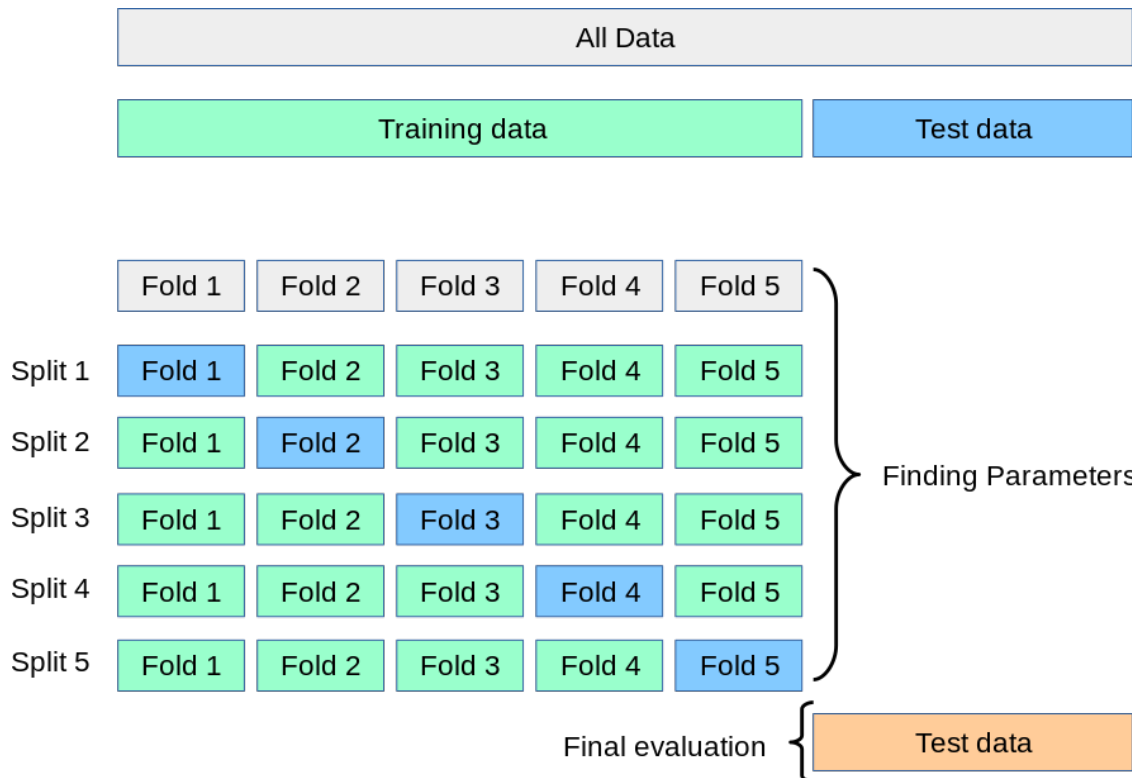 All Data
Training data Test data
Fold 1 Fold 2 Fold 3 Fold 4 Fold 5
Split 1 Fold 1 Fold 2 Fold 3 Fold 4 Fold 5
Split 2 Fold 1 Fold 2 Fold 3 Fold 4 Fold 5
Finding Parameters
Split 3 Fold 1 Fold 2 Fold 3 Fold 4 Fold 5
Split 4 Fold 1 Fold 2 Fold 3 Fold 4 Fold 5
Split 5 Fold 1 Fold 2 Fold 3 Fold 4 Fold 5
Final evaluation Test data